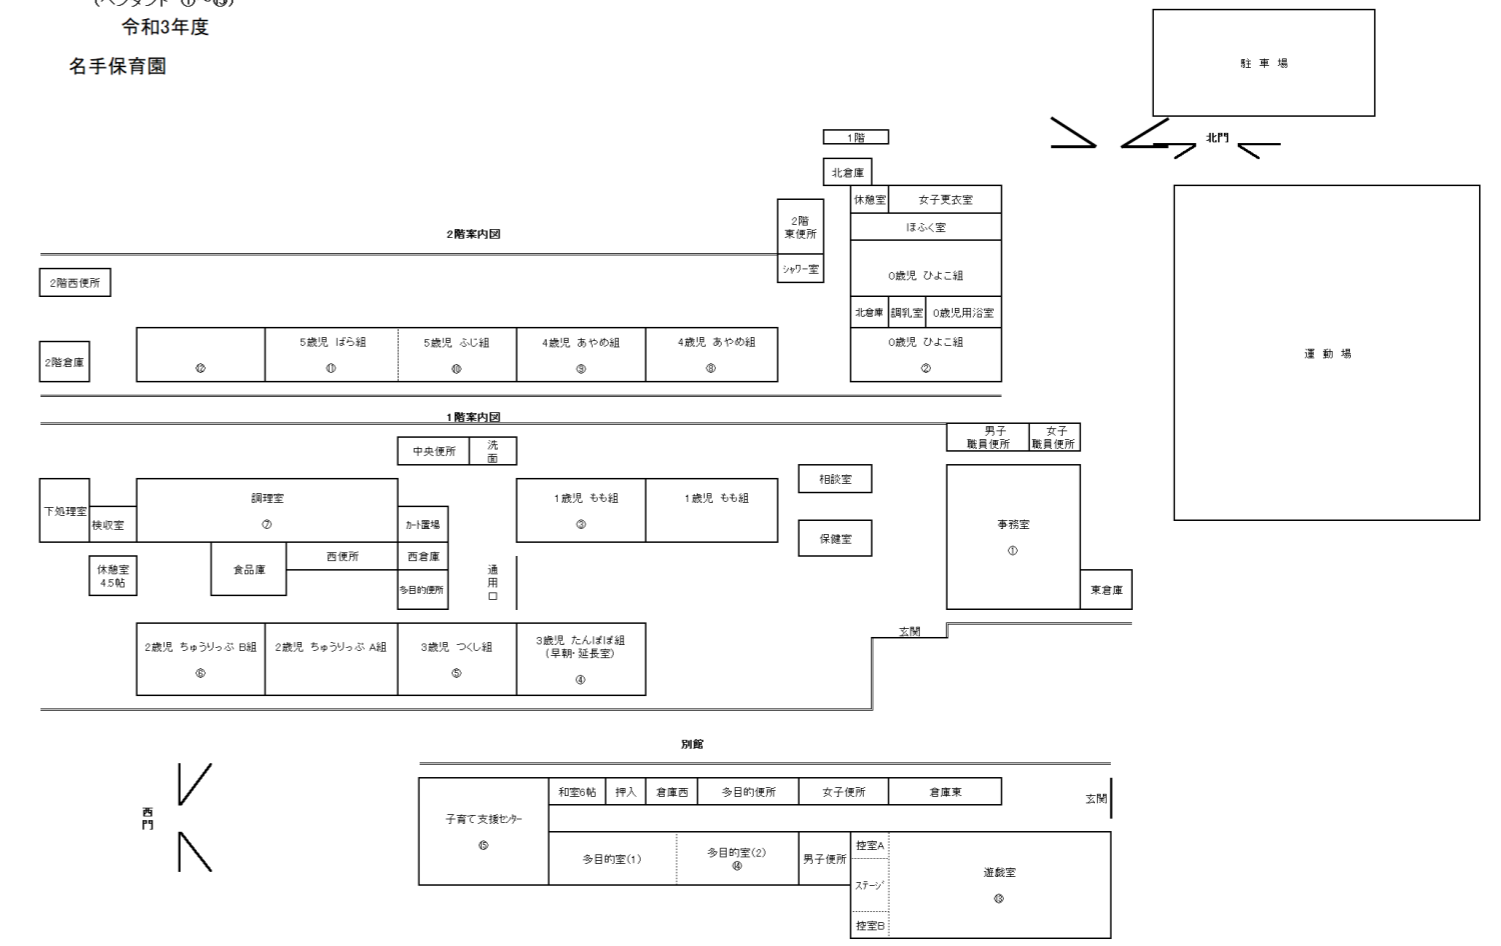 (ペンダント ①~⑮)
令和3年度
名手保育園
駐 車 場
北門
運 動 場
1階
北倉庫
休憩室
女子更衣室
ほふく室
0歳児 ひよこ組
北倉庫
調乳室
0歳児用浴室
0歳児 ひよこ組
②
2階
東便所
シャワー室
2階案内図
2階西便所
2階倉庫
⑫
5歳児 ばら組
⑪
5歳児 ふじ組
⑩
4歳児 あやめ組
⑨
4歳児 あやめ組
⑧
1階案内図
男子
職員便所
女子
職員便所
中央便所
洗
面
下処理室
検収室
調理室
⑦
カート置場
1歳児 もも組
③
1歳児 もも組
相談室
保健室
事務室
①
東倉庫
休憩室
4.5帖
食品庫
西便所
西倉庫
多目的便所
通
用
口
玄関
2歳児 ちゅうりっぷ B組
⑥
2歳児 ちゅうりっぷ A組
3歳児 つくし組
⑤
3歳児 たんぽぽ組
(早朝・延長室)
④
別館
西
門
子育て支援センター
⑮
和室6帖
押入
倉庫西
多目的便所
女子便所
倉庫東
玄関
多目的室(1)
多目的室(2)
⑭
男子便所
控室A
ステージ
控室B
遊戯室
⑬